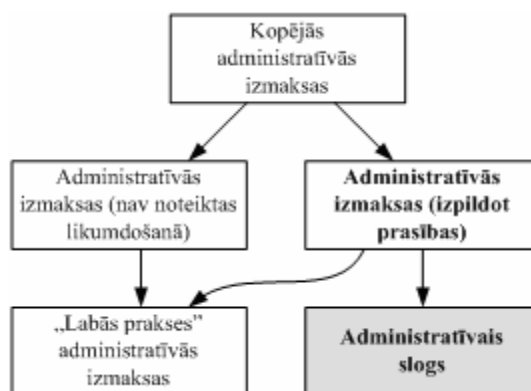 Kopējās
administratīvās
izmaksas
Administratīvās
izmaksas (nav noteiktas
likumdošanā)
Administratīvās
izmaksas (izpildot
prasības)
„Labās prakses”
administratīvās
izmaksas
Administratīvais
slogs